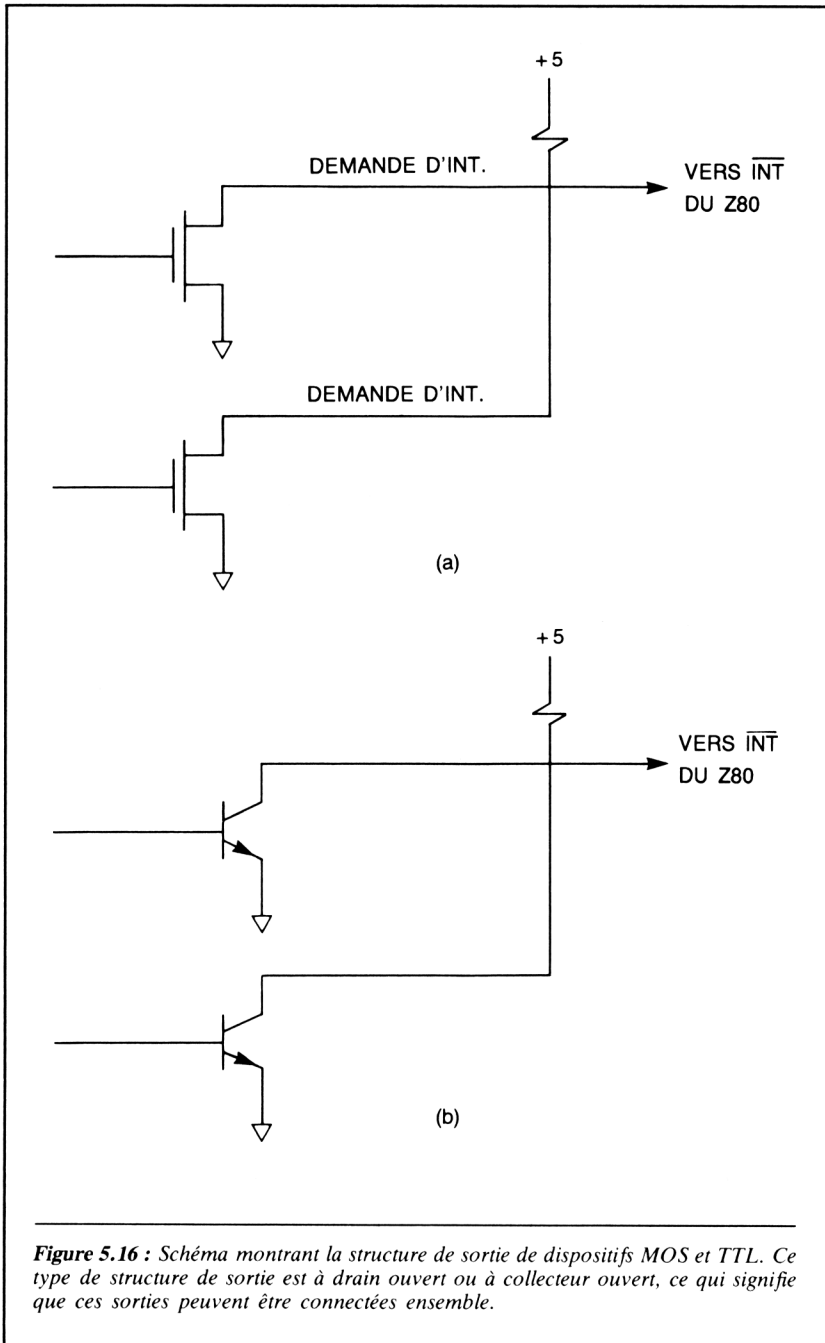 +5
DEMANDE D'INT.
VERS I̅N̅T̅
DU Z80
DEMANDE D'INT.
(a)
+5
VERS I̅N̅T̅
DU Z80
(b)
Figure 5.16 : Schéma montrant la structure de sortie de dispositifs MOS et TTL. Ce
type de structure de sortie est à drain ouvert ou à collecteur ouvert, ce qui signifie
que ces sorties peuvent être connectées ensemble.